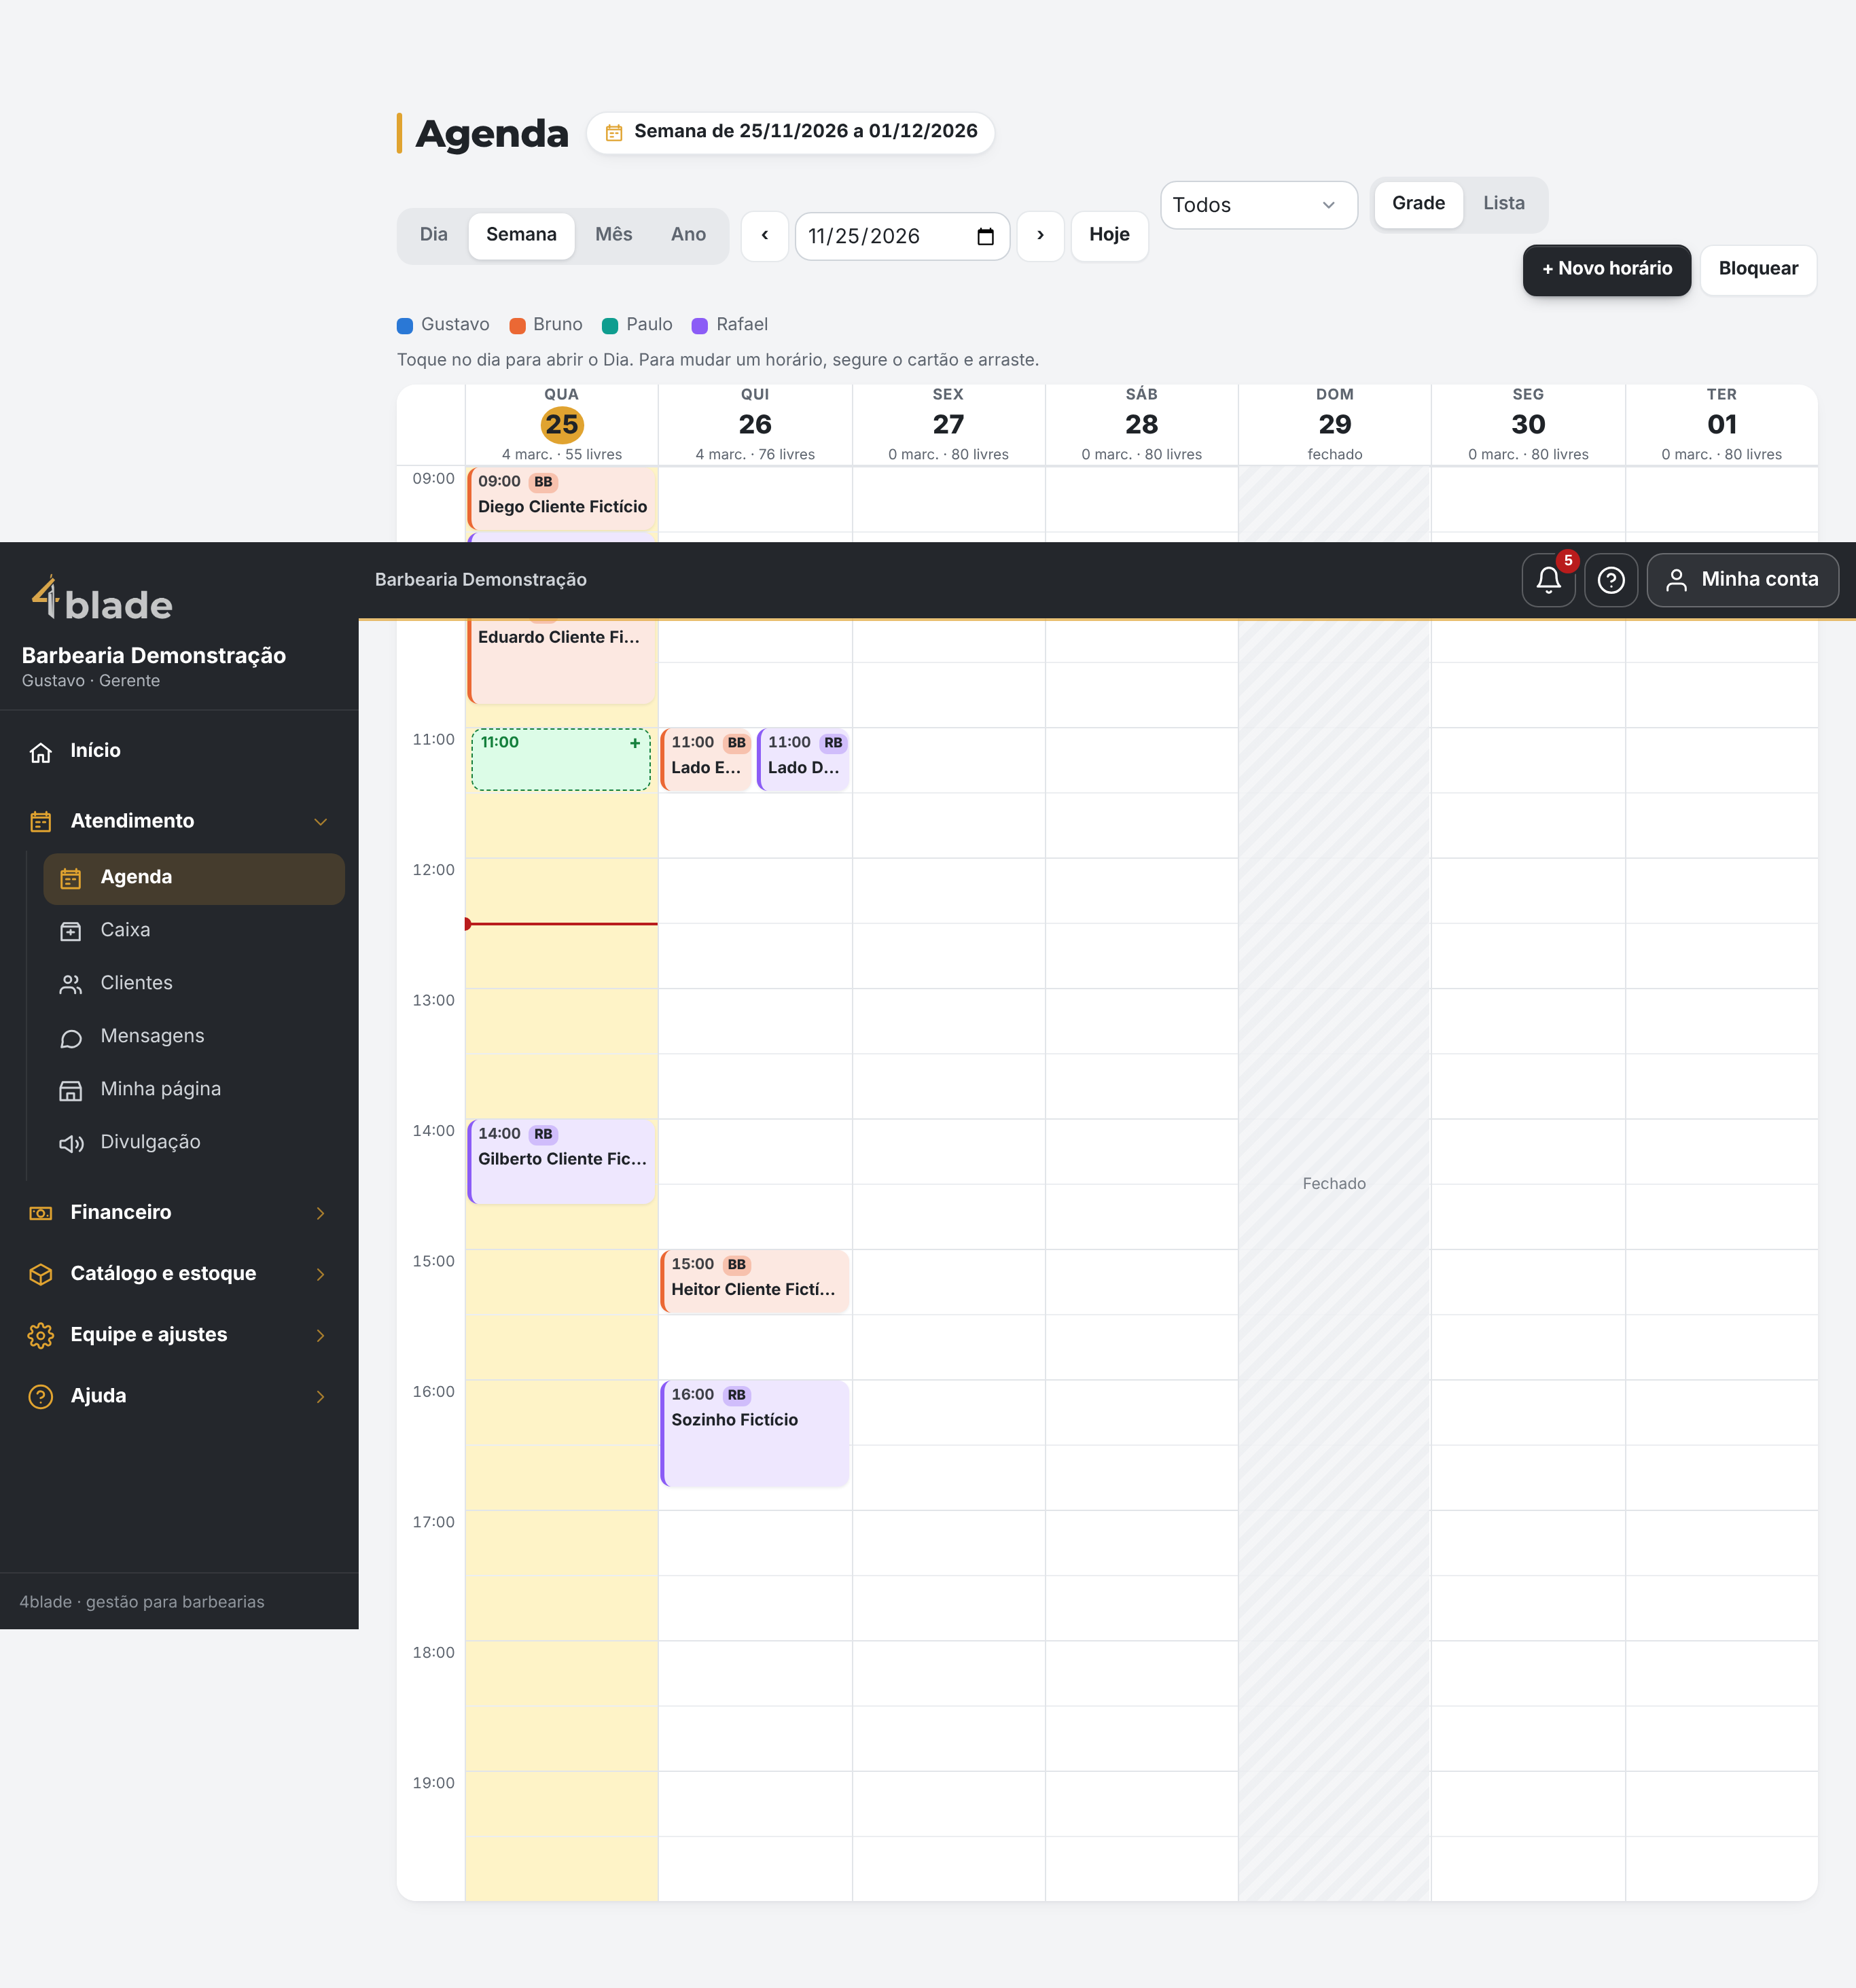 Agenda
Semana de 25/11/2026 a 01/12/2026
Todos
Grade
Lista
Dia
Semana
Mês
Ano
‹
11/25/2026
›
Hoje
+ Novo horário
Bloquear
Gustavo
Bruno
Paulo
Rafael
Toque no dia para abrir o Dia. Para mudar um horário, segure o cartão e arraste.
QUA
25
4 marc. · 55 livres
QUI
26
4 marc. · 76 livres
SEX
27
0 marc. · 80 livres
SÁB
28
0 marc. · 80 livres
DOM
29
fechado
SEG
30
0 marc. · 80 livres
TER
01
0 marc. · 80 livres
09:00
09:00 BB
Diego Cliente Fictício
4blade
Barbearia Demonstração
Gustavo · Gerente
Início
Atendimento
Agenda
Caixa
Clientes
Mensagens
Minha página
Divulgação
Financeiro
Catálogo e estoque
Equipe e ajustes
Ajuda
4blade · gestão para barbearias
Barbearia Demonstração
5
Minha conta
Eduardo Cliente Fi...
11:00
11:00 +
11:00 BB
Lado E...
11:00 RB
Lado D...
12:00
13:00
14:00
14:00 RB
Gilberto Cliente Fic...
Fechado
15:00
15:00 BB
Heitor Cliente Fictí...
16:00
16:00 RB
Sozinho Fictício
17:00
18:00
19:00